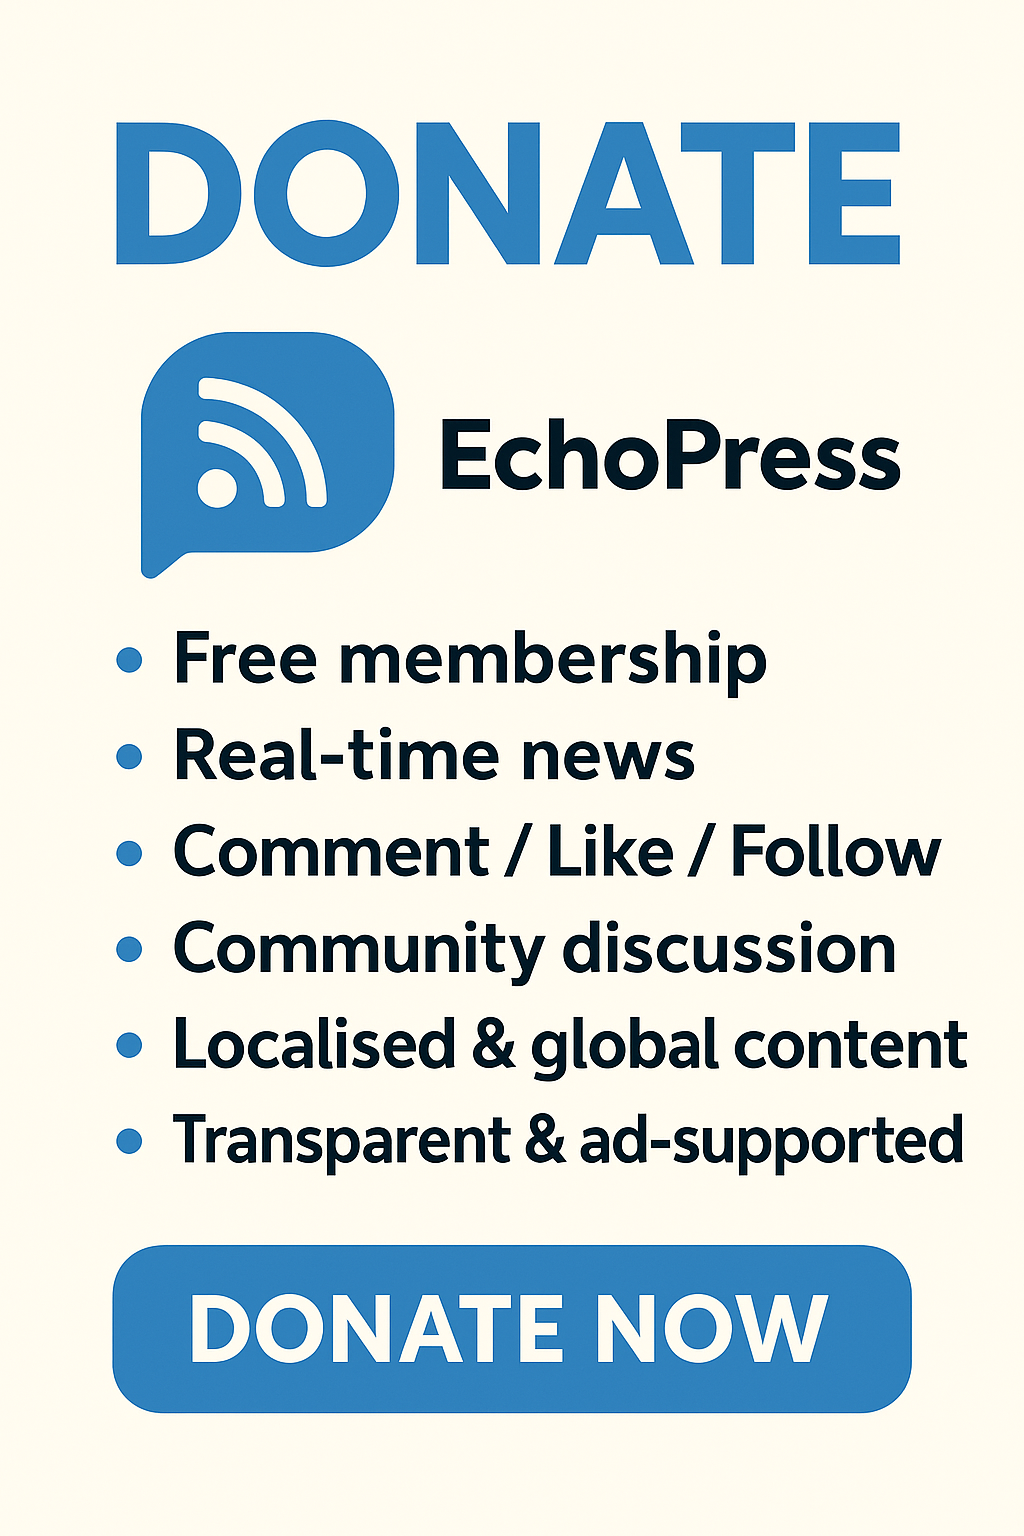 DONATE
EchoPress
• Free membership
• Real-time news
• Comment / Like / Follow
• Community discussion
• Localised & global content
• Transparent & ad-supported
DONATE NOW